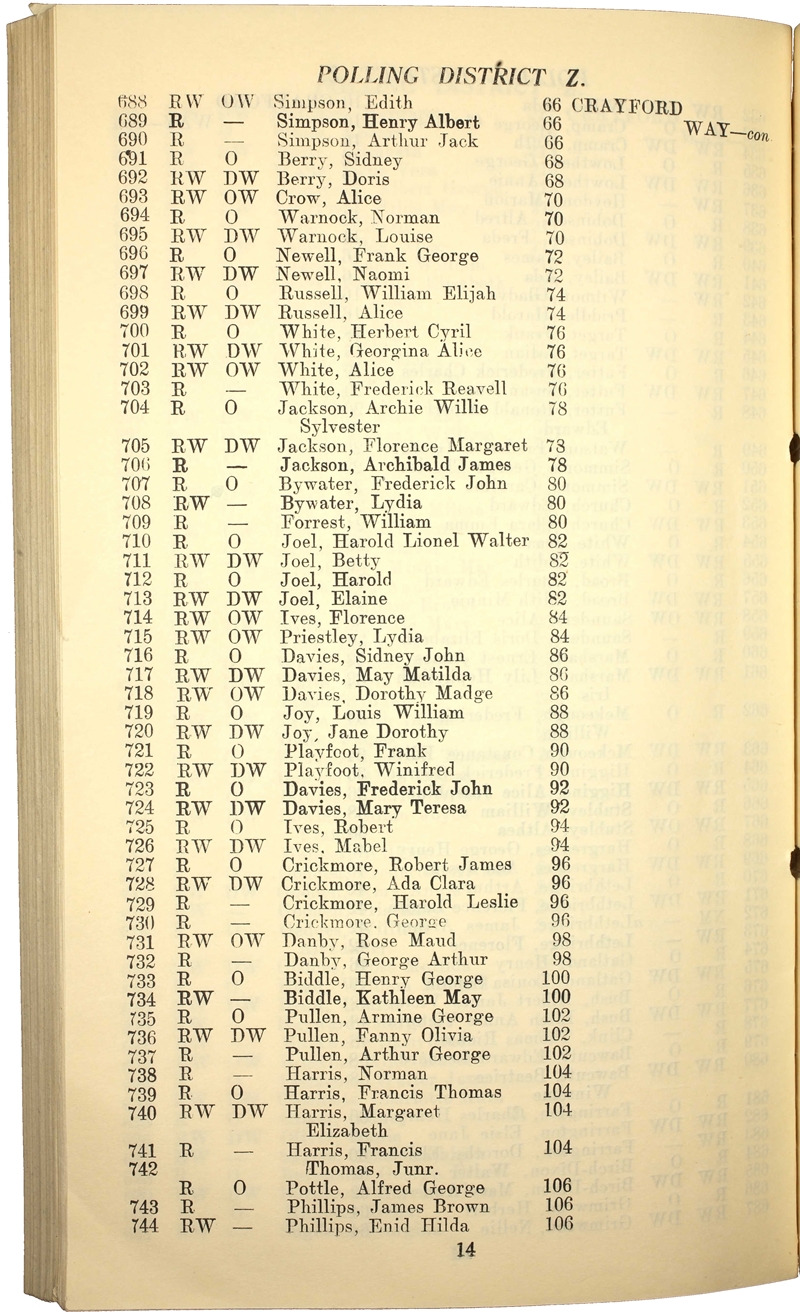 POLLING DISTRICT Z.
688 RW OW Simpson, Edith 66 CRAYFORD
689 R — Simpson, Henry Albert 66 WAY—con.
690 R — Simpson, Arthur Jack 66
691 R O Berry, Sidney 68
692 RW DW Berry, Doris 68
693 RW OW Crow, Alice 70
694 R O Warnock, Norman 70
695 RW DW Warnock, Louise 70
696 R O Newell, Frank George 72
697 RW DW Newell, Naomi 72
698 R O Russell, William Elijah 74
699 RW DW Russell, Alice 74
700 R O White, Herbert Cyril 76
701 RW DW White, Georgina Alice 76
702 RW OW White, Alice 76
703 R — White, Frederick Reavell 76
704 R O Jackson, Archie Willie 78
Sylvester
705 RW DW Jackson, Florence Margaret 78
706 R — Jackson, Archibald James 78
707 R O Bywater, Frederick John 80
708 RW — Bywater, Lydia 80
709 R — Forrest, William 80
710 R O Joel, Harold Lionel Walter 82
711 RW DW Joel, Betty 82
712 R O Joel, Harold 82
713 RW DW Joel, Elaine 82
714 RW OW Ives, Florence 84
715 RW OW Priestley, Lydia 84
716 R O Davies, Sidney John 86
717 RW DW Davies, May Matilda 86
718 RW OW Davies, Dorothy Madge 86
719 R O Joy, Louis William 88
720 RW DW Joy, Jane Dorothy 88
721 R O Playfoot, Frank 90
722 RW DW Playfoot, Winifred 90
723 R O Davies, Frederick John 92
724 RW DW Davies, Mary Teresa 92
725 R O Ives, Robert 94
726 RW DW Ives, Mabel 94
727 R O Crickmore, Robert James 96
728 RW DW Crickmore, Ada Clara 96
729 R — Crickmore, Harold Leslie 96
730 R — Crickmore, George 96
731 RW OW Danby, Rose Maud 98
732 R — Danby, George Arthur 98
733 R O Biddle, Henry George 100
734 RW — Biddle, Kathleen May 100
735 R O Pullen, Armine George 102
736 RW DW Pullen, Fanny Olivia 102
737 R — Pullen, Arthur George 102
738 R — Harris, Norman 104
739 R O Harris, Francis Thomas 104
740 RW DW Harris, Margaret 104
Elizabeth
741 R — Harris, Francis 104
742 Thomas, Junr.
R O Pottle, Alfred George 106
743 R — Phillips, James Brown 106
744 RW — Phillips, Enid Hilda 106
14